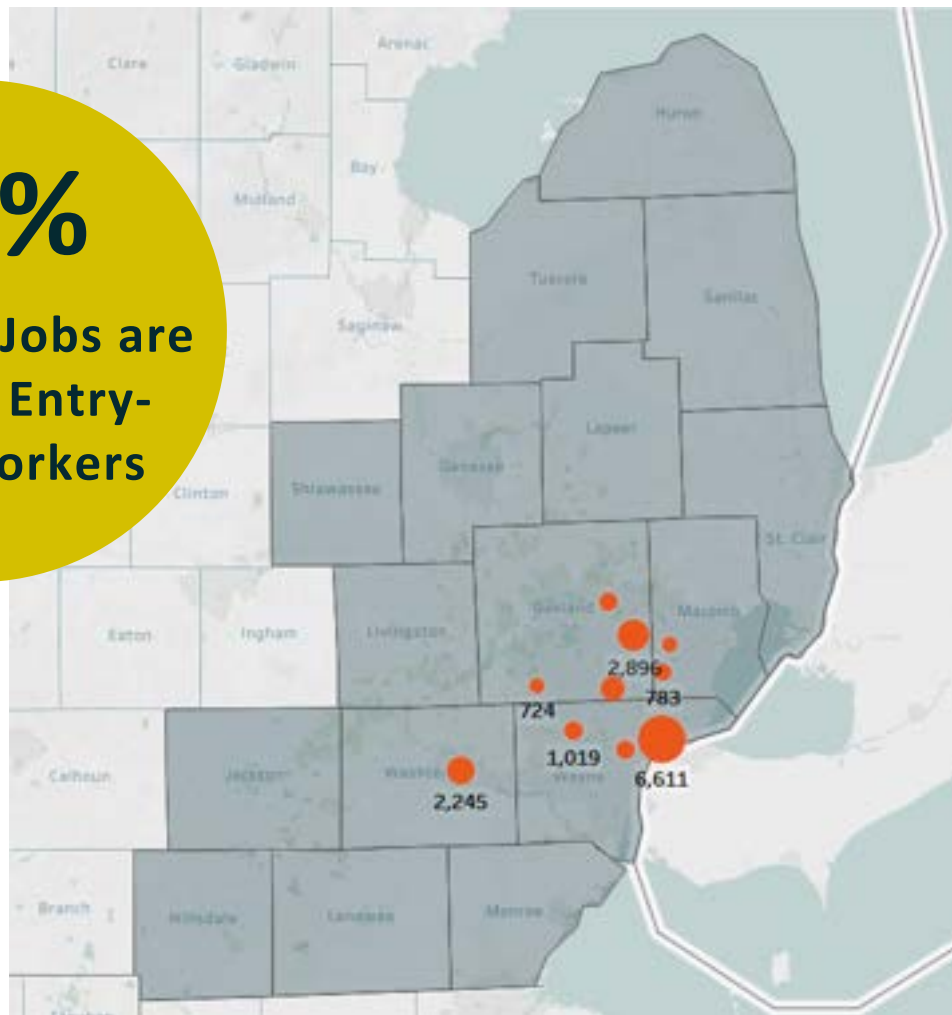 Arenac
Clare
Gladwin
Huron
Bay
Midland
Tuscola
Sanilac
Saginaw
%
Jobs are
Entry-
orkers
Lapeer
Genesee
Shiawassee
Clinton
St. Clair
Oakland
Macomb
Eaton
Ingham
Livingston
2,896
783
724
1,019
Wayne
6,611
Calhoun
Jackson
2,245
Branch
Hillsdale
Lenawee
Monroe